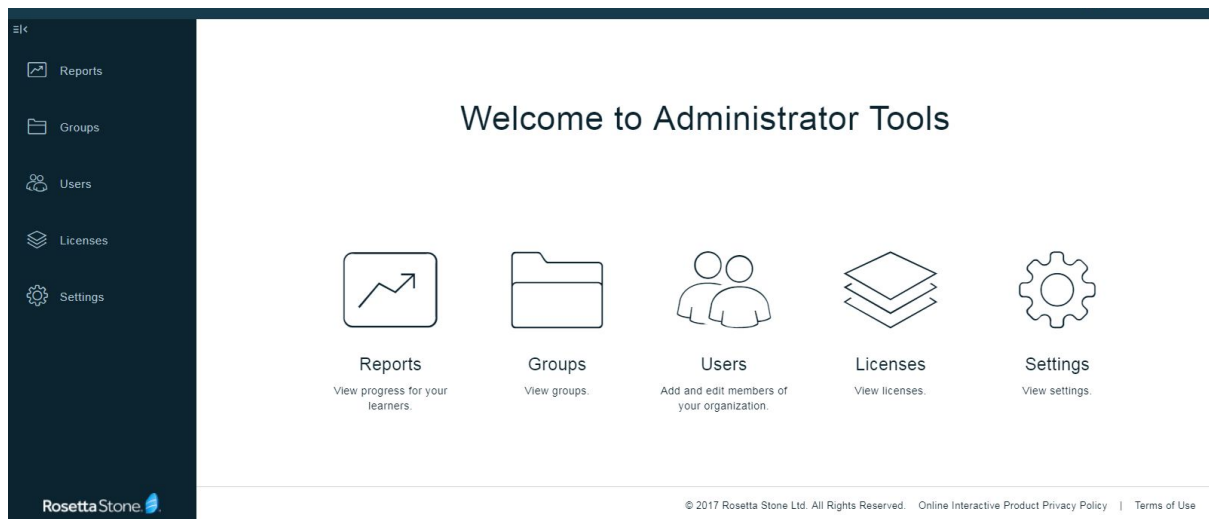 Reports
Groups
Users
Licenses
Settings
Rosetta Stone.
Welcome to Administrator Tools
Reports
View progress for your
learners.
Groups
View groups.
Users
Add and edit members of
your organization.
Licenses
View licenses.
Settings
View settings.
© 2017 Rosetta Stone Ltd. All Rights Reserved. Online Interactive Product Privacy Policy | Terms of Use